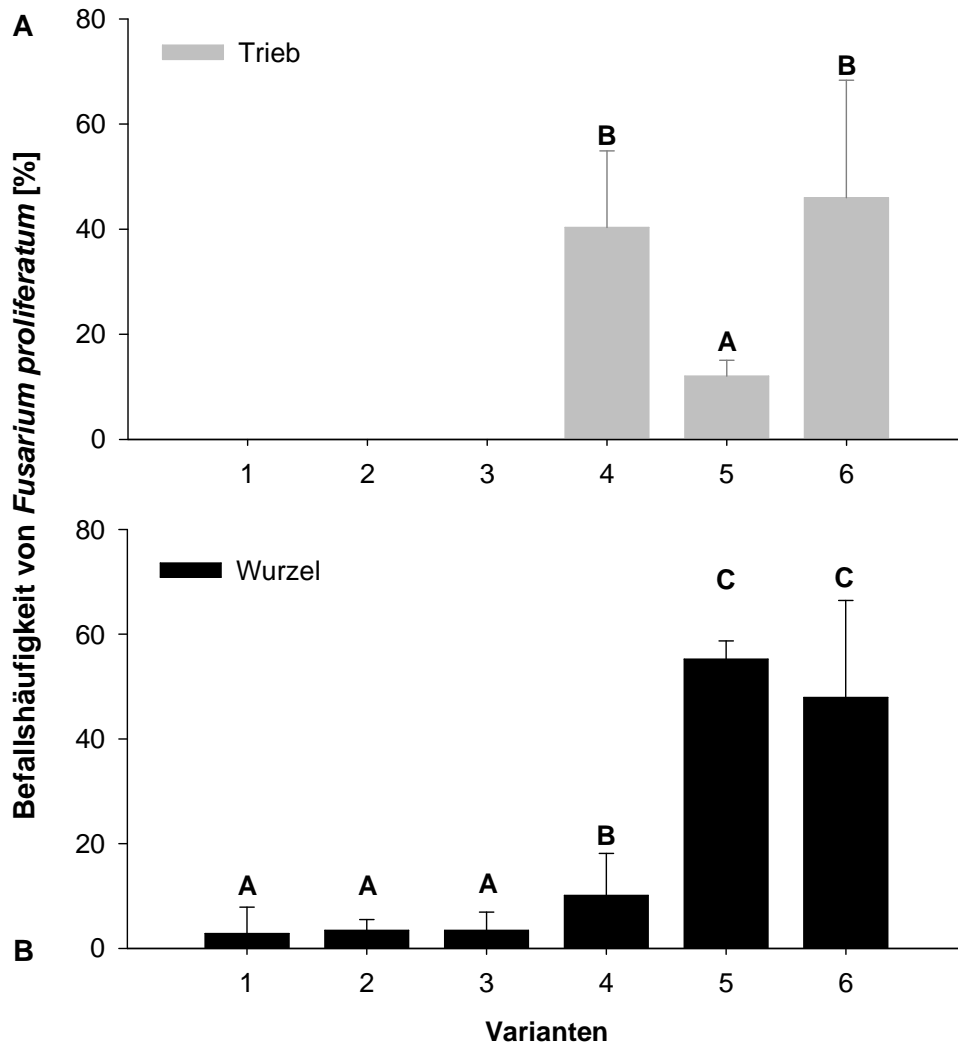 A
80
60
40
20
0
Trieb
B
A
B
1 2 3 4 5 6
Befallshäufigkeit von Fusarium proliferatum [%]
80
60
40
20
0
B
Wurzel
A
A
A
B
C
C
1 2 3 4 5 6
Varianten